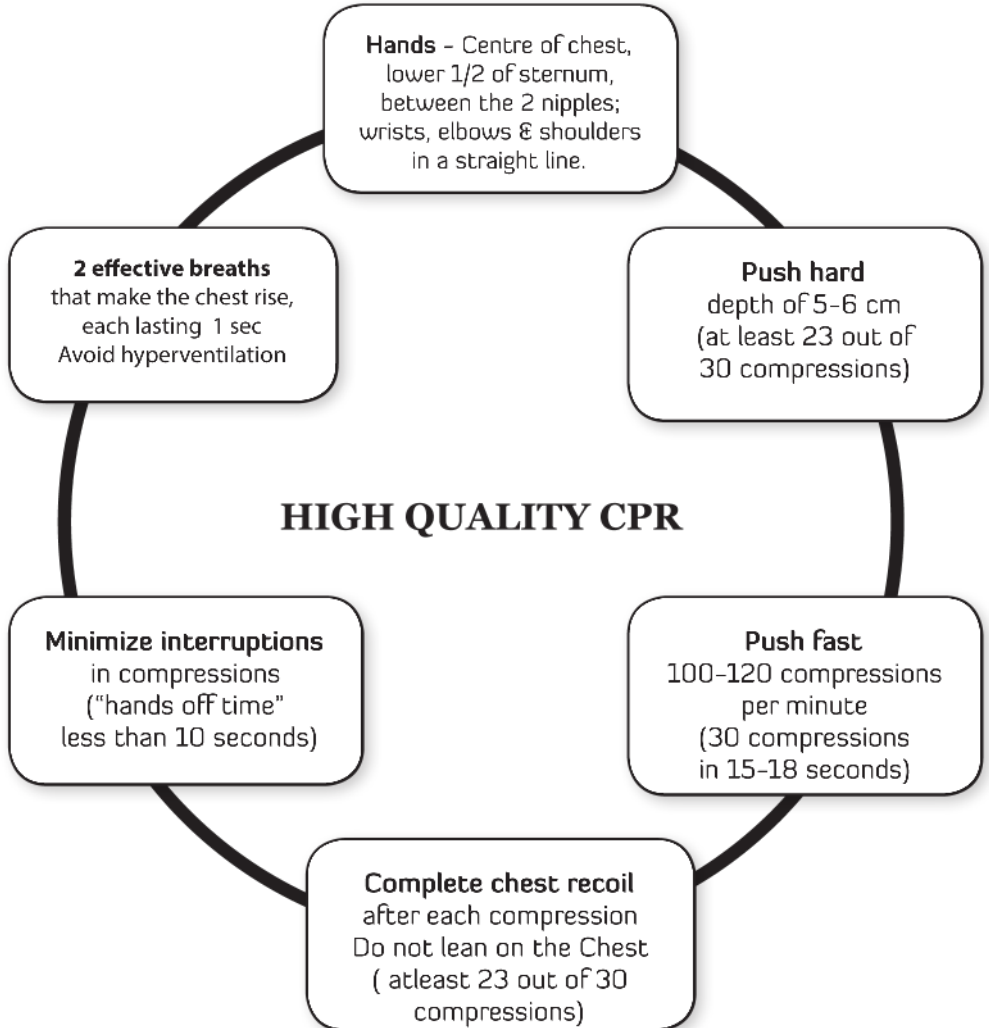 Hands - Centre of chest,
lower 1/2 of sternum,
between the 2 nipples;
wrists, elbows & shoulders
in a straight line.
Push hard
depth of 5-6 cm
(at least 23 out of
30 compressions)
Push fast
100-120 compressions
per minute
(30 compressions
in 15-18 seconds)
Complete chest recoil
after each compression
Do not lean on the Chest
( atleast 23 out of 30
compressions)
Minimize interruptions
in compressions
("hands off time"
less than 10 seconds)
2 effective breaths
that make the chest rise,
each lasting 1 sec
Avoid hyperventilation
HIGH QUALITY CPR